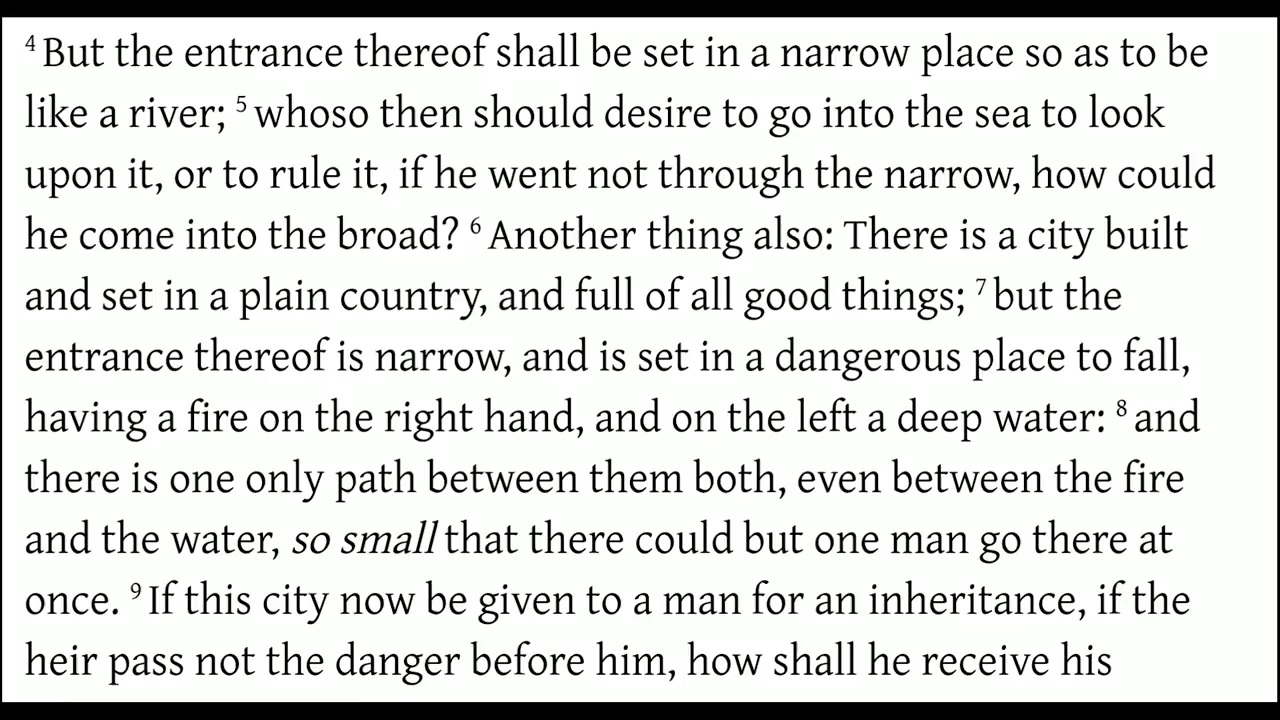 4 But the entrance thereof shall be set in a narrow place so as to be
like a river; 5 whoso then should desire to go into the sea to look
upon it, or to rule it, if he went not through the narrow, how could
he come into the broad? 6 Another thing also: There is a city built
and set in a plain country, and full of all good things; 7 but the
entrance thereof is narrow, and is set in a dangerous place to fall,
having a fire on the right hand, and on the left a deep water: 8 and
there is one only path between them both, even between the fire
and the water, so small that there could but one man go there at
once. 9 If this city now be given to a man for an inheritance, if the
heir pass not the danger before him, how shall he receive his